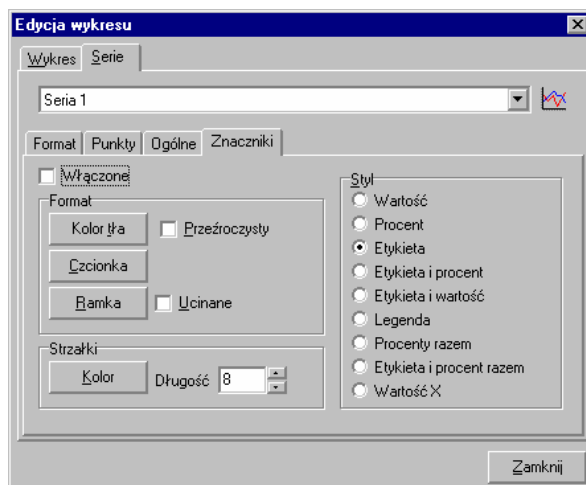 Edycja wykresu
Wykres Serie
Seria 1
Format Punkty Ogólne Znaczniki
Włączone
Format
Kolor tła Przeźroczysty
Czcionka
Ramka Ucinane
Strzałki
Kolor Długość 8
Styl
Wartość
Procent
Etykieta
Etykieta i procent
Etykieta i wartość
Legenda
Procenty razem
Etykieta i procent razem
Wartość X
Zamknij